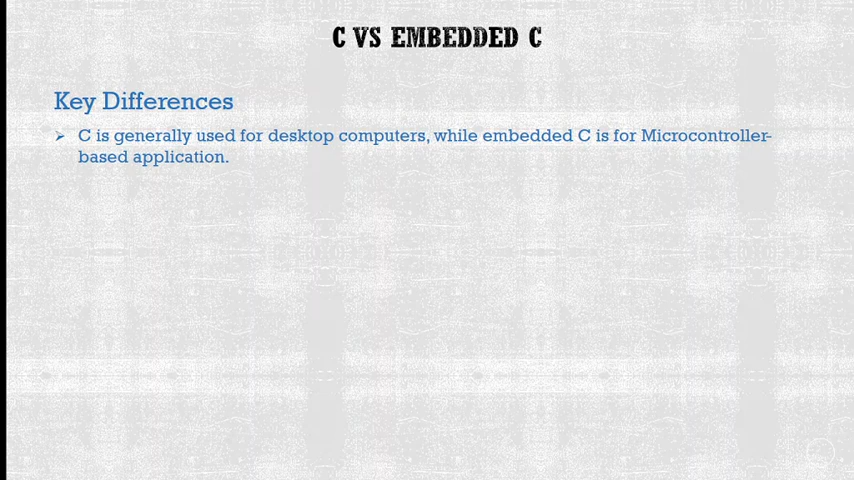 C VS EMBEDDED C
Key Differences
➢ C is generally used for desktop computers, while embedded C is for Microcontroller-
based application.